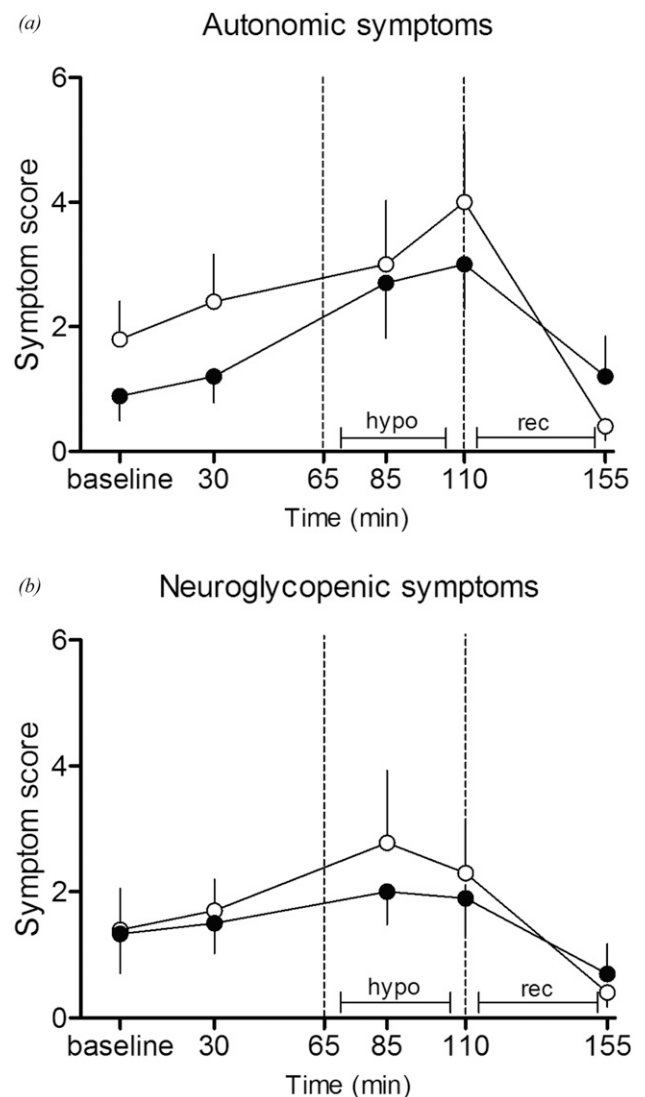 (a) Autonomic symptoms
6
4
2
0
Symptom score
hypo rec
baseline 30 65 85 110 155
Time (min)
(b) Neuroglycopenic symptoms
6
4
2
0
Symptom score
hypo rec
baseline 30 65 85 110 155
Time (min)